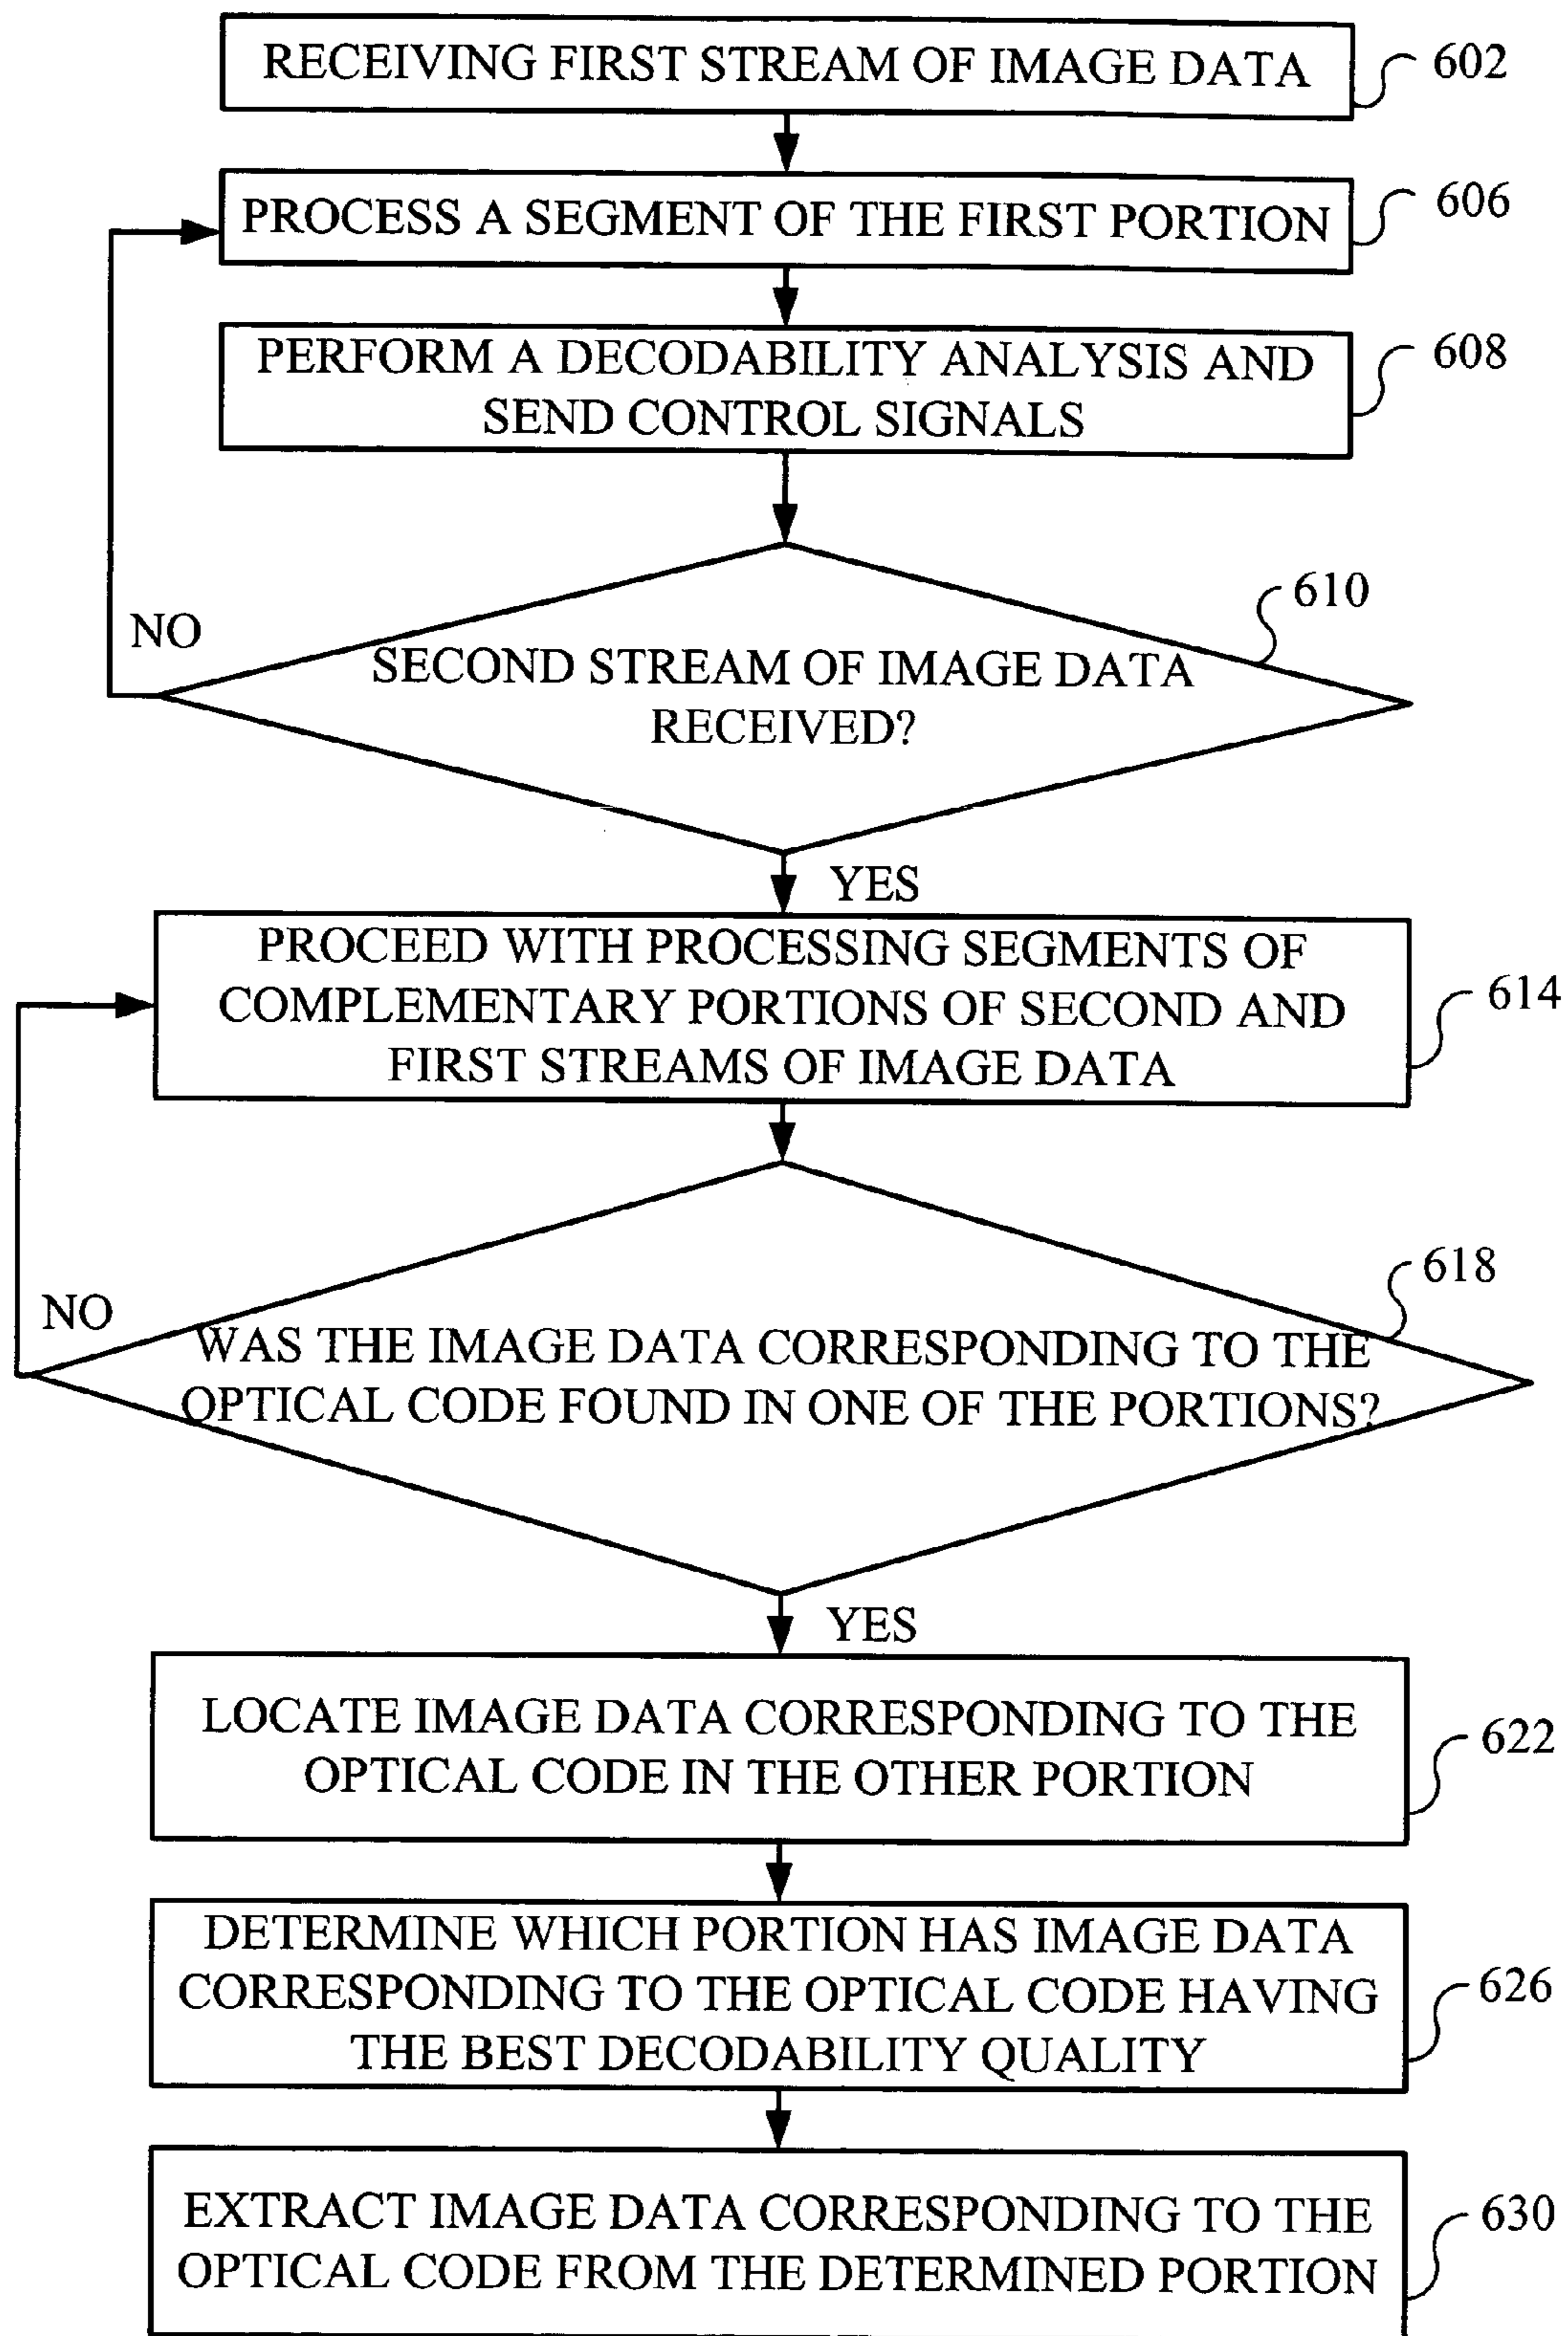 RECEIVING FIRST STREAM OF IMAGE DATA
602
PROCESS A SEGMENT OF THE FIRST PORTION
606
PERFORM A DECODABILITY ANALYSIS AND
SEND CONTROL SIGNALS
608
610
NO
SECOND STREAM OF IMAGE DATA
RECEIVED?
YES
PROCEED WITH PROCESSING SEGMENTS OF
COMPLEMENTARY PORTIONS OF SECOND AND
FIRST STREAMS OF IMAGE DATA
614
618
NO
WAS THE IMAGE DATA CORRESPONDING TO THE
OPTICAL CODE FOUND IN ONE OF THE PORTIONS?
YES
LOCATE IMAGE DATA CORRESPONDING TO THE
OPTICAL CODE IN THE OTHER PORTION
622
DETERMINE WHICH PORTION HAS IMAGE DATA
CORRESPONDING TO THE OPTICAL CODE HAVING
THE BEST DECODABILITY QUALITY
626
EXTRACT IMAGE DATA CORRESPONDING TO THE
OPTICAL CODE FROM THE DETERMINED PORTION
630